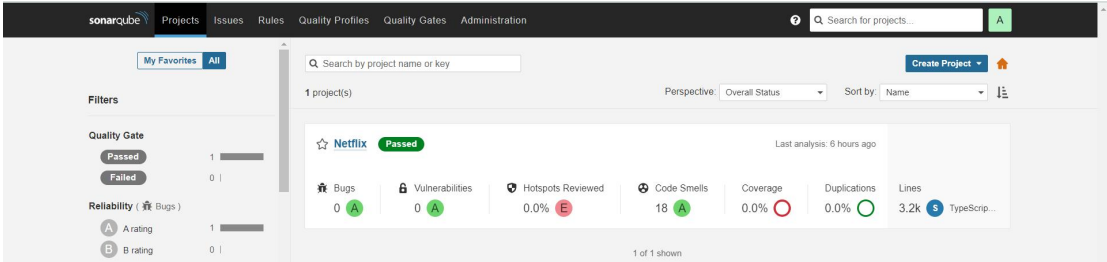 sonarqube Projects Issues Rules Quality Profiles Quality Gates Administration ? Search for projects... A
My Favorites All
Search by project name or key
Create Project
1 project(s)
Perspective: Overall Status
Sort by: Name
Filters
Quality Gate
Passed 1
Failed 0
Reliability ( Bugs )
A A rating 1
B B rating 0
Netflix Passed
Last analysis: 6 hours ago
Bugs Vulnerabilities Hotspots Reviewed Code Smells Coverage Duplications Lines
0 A 0 A 0.0% E 18 A 0.0% 0.0% 3.2k S TypeScrip...
1 of 1 shown